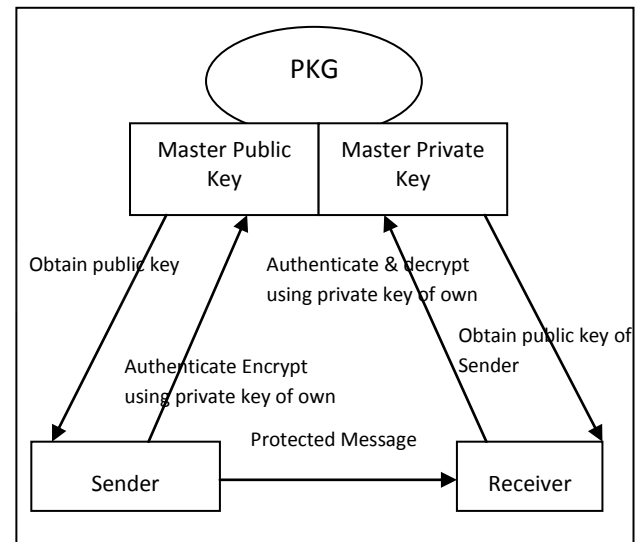 PKG
Master Public
Key
Master Private
Key
Obtain public key
Authenticate & decrypt
using private key of own
Authenticate Encrypt
using private key of own
Obtain public key of
Sender
Protected Message
Sender
Receiver